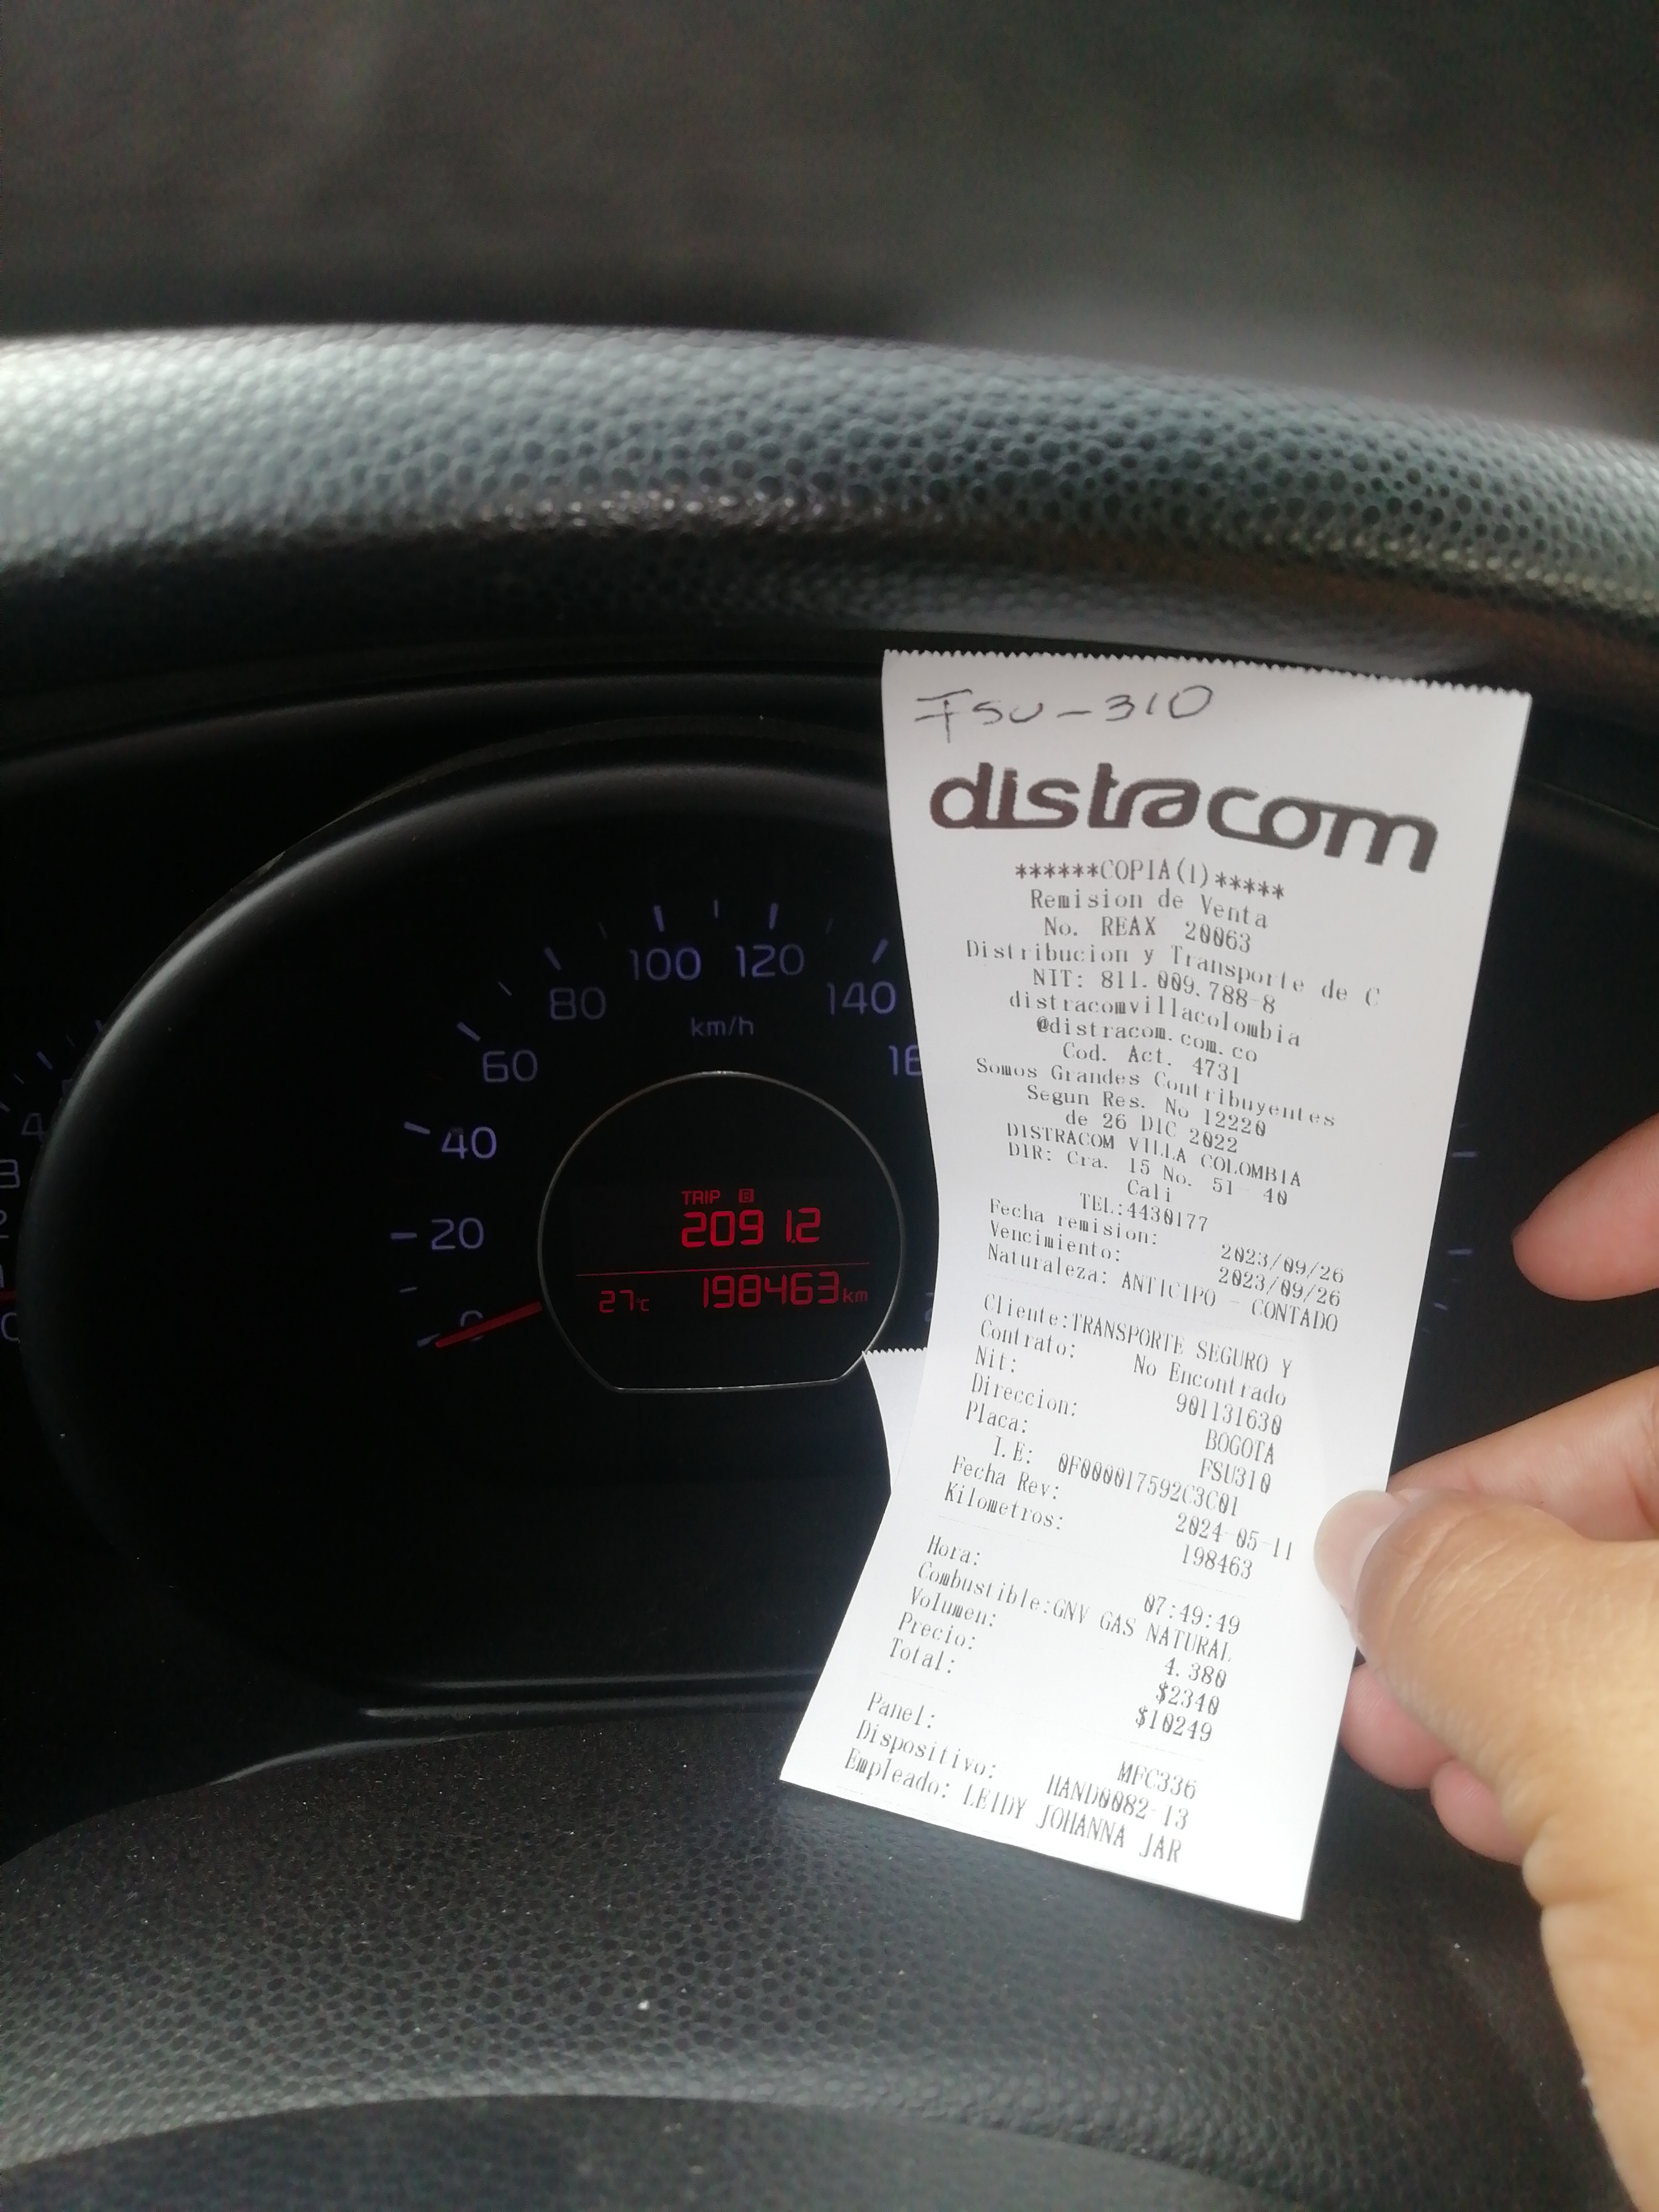 100
120
80
140
km/h
60
16
40
20
0
TRIP B
2091.2
27°c 198463km
FSU-310
distracom
******COPIA(1)*****
Remision de Venta
No. REAX 20063
Distribucion y Transporte de C
NIT: 811.009.788-8
distracomvillacolombia
@distracom.com.co
Cod. Act. 4731
Somos Grandes Contribuyentes
Segun Res. No 12220
de 26 DIC 2022
DISTRACOM VILLA COLOMBIA
DIR: Cra. 15 No. 51- 40
Cali
TEL:4430177
Fecha remision: 2023/09/26
Vencimiento: 2023/09/26
Naturaleza: ANTICIPO - CONTADO
Cliente:TRANSPORTE SEGURO Y
Contrato: No Encontrado
Nit: 901131630
Direccion: BOGOTA
Placa: FSU310
I.E: 0F000017592C3C01
Fecha Rev: 2024-05-11
Kilometros: 198463
Hora: 07:49:49
Combustible:GNV GAS NATURAL
Volumen: 4.380
Precio: $2340
Total: $10249
Panel: MFC336
Dispositivo: HAND0082-13
Empleado: LEIDY JOHANNA JAR